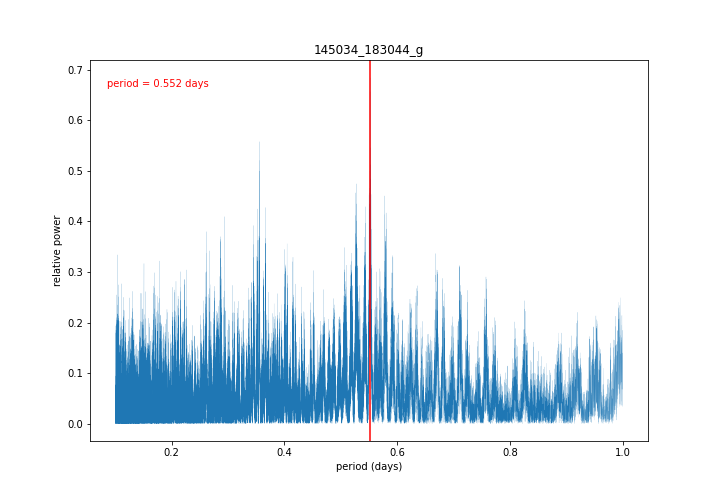 145034_183044_g
period = 0.552 days
relative power
0.7
0.6
0.5
0.4
0.3
0.2
0.1
0.0
0.2 0.4 0.6 0.8 1.0
period (days)